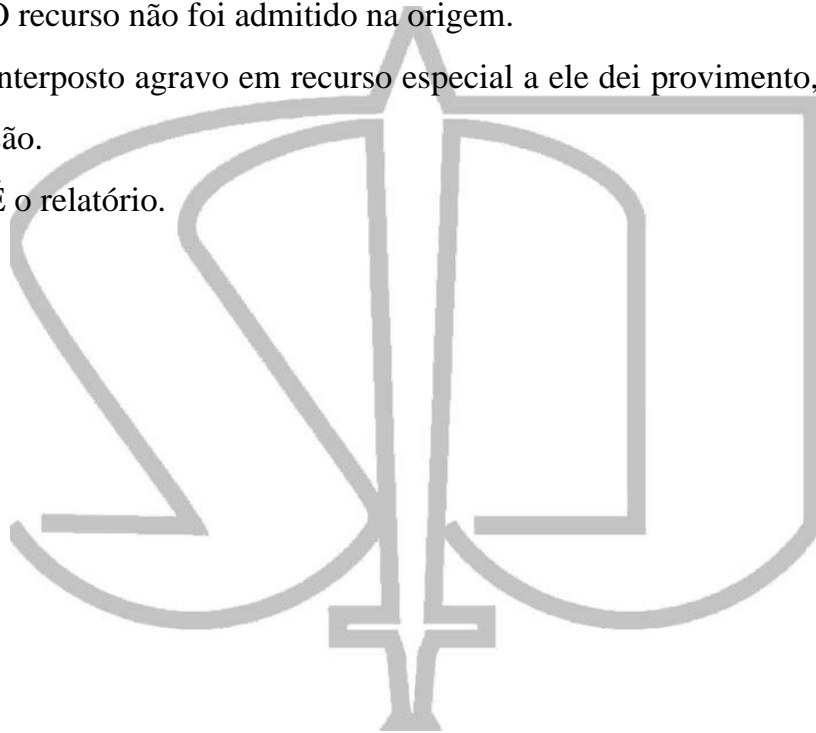 O recurso não foi admitido na origem.
nterposto agravo em recurso especial a ele dei provimento,
ão.
É o relatório.